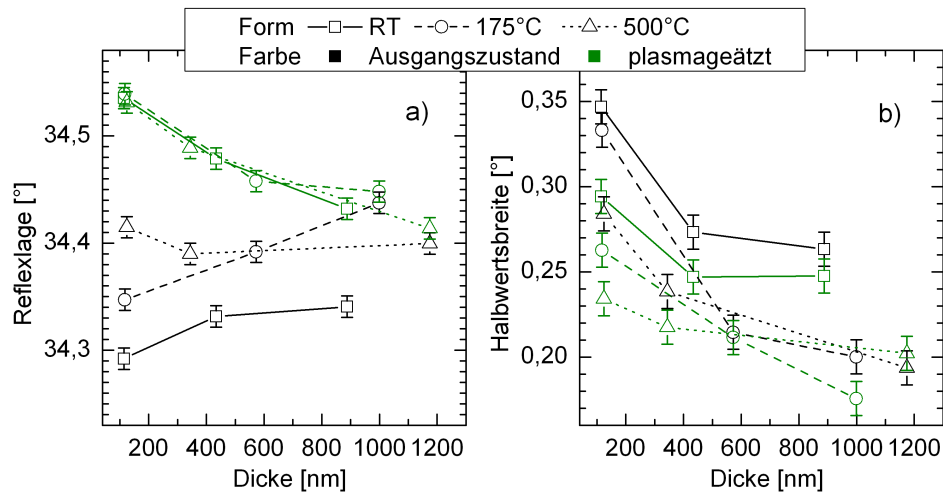 Form RT 175°C 500°C
Farbe Ausgangszustand plasmageätzt
a)
34,5
34,4
34,3
Reflexlage [°]
200 400 600 800 1000 1200
Dicke [nm]
b)
0,35
0,30
0,25
0,20
Halbwertsbreite [°]
200 400 600 800 1000 1200
Dicke [nm]